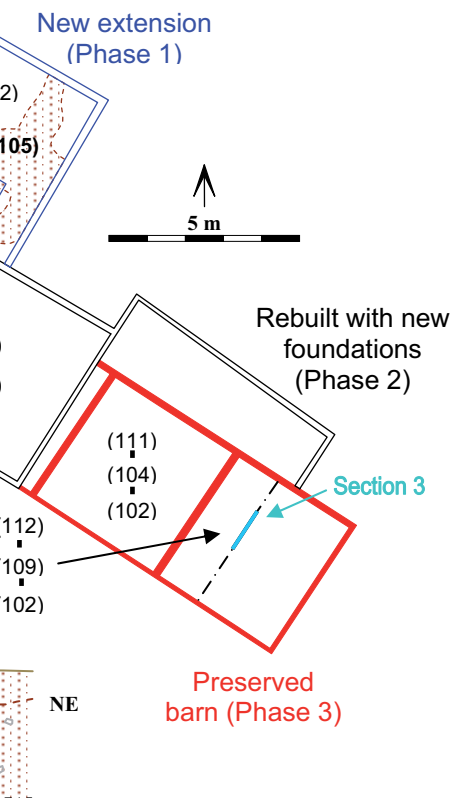 New extension
(Phase 1)
2)
105)
5 m
Rebuilt with new
foundations
(Phase 2)
(111)
(104)
(102)
Section 3
(112)
(109)
(102)
NE
Preserved
barn (Phase 3)